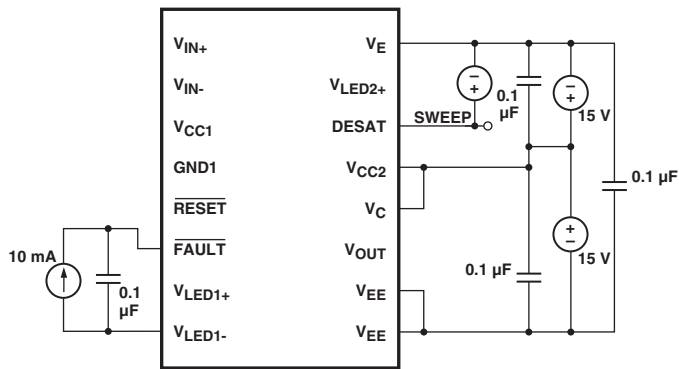 VIN+ VE
VIN- VLED2+
0.1
µF
15 V
VCC1 DESAT SWEEP
GND1 VCC2
RESET VC
0.1 µF
10 mA FAULT VOUT
0.1 µF
15 V
0.1
µF
VLED1+ VEE
VLED1- VEE